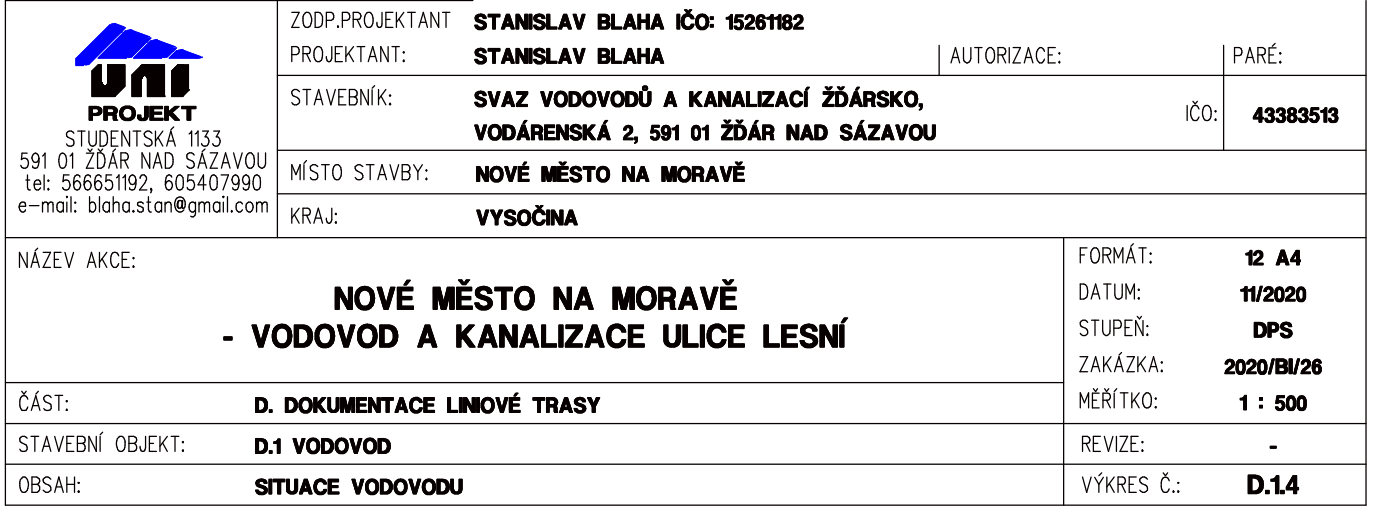 UNI
PROJEKT
STUDENTSKÁ 1133
591 01 ŽĎÁR NAD SÁZAVOU
tel: 566651192, 605407990
e-mail: blaha.stan@gmail.com
ZODP.PROJEKTANT STANISLAV BLAHA IČO: 15261182
PROJEKTANT: STANISLAV BLAHA AUTORIZACE: PARÉ:
STAVEBNÍK: SVAZ VODOVODŮ A KANALIZACÍ ŽĎÁRSKO, IČO: 43383513
VODÁRENSKÁ 2, 591 01 ŽĎÁR NAD SÁZAVOU
MÍSTO STAVBY: NOVÉ MĚSTO NA MORAVĚ
KRAJ: VYSOČINA
NÁZEV AKCE:
NOVÉ MĚSTO NA MORAVĚ
- VODOVOD A KANALIZACE ULICE LESNÍ
FORMÁT: 12 A4
DATUM: 11/2020
STUPEŇ: DPS
ZAKÁZKA: 2020/BI/26
MĚŘÍTKO: 1 : 500
ČÁST: D. DOKUMENTACE LINIOVÉ TRASY
STAVEBNÍ OBJEKT: D.1 VODOVOD
REVIZE: -
OBSAH: SITUACE VODOVODU
VÝKRES Č.: D.1.4